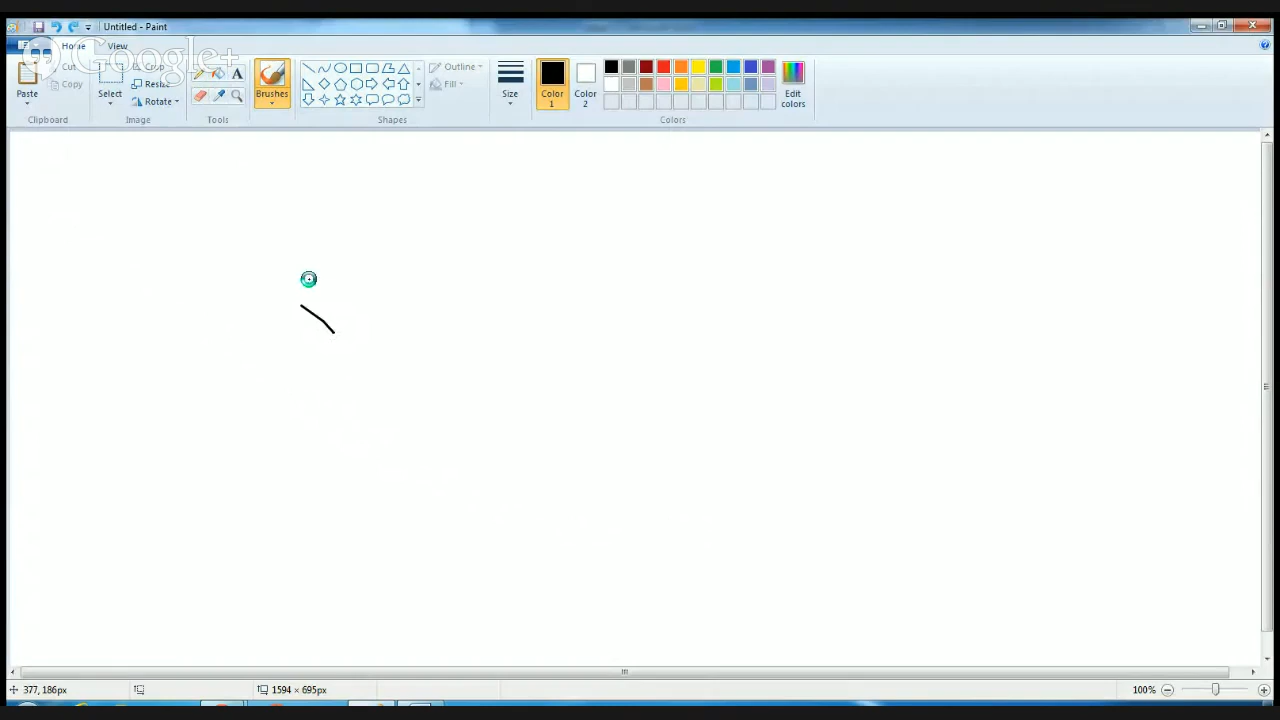 Untitled - Paint
Home View
Google+
Paste
Cut
Copy
Select
Crop
Resize
Rotate
Brushes
Outline
Fill
Size
Color 1
Color 2
Edit colors
Clipboard Image Tools Shapes Colors
377, 186px
1594 × 695px
100%